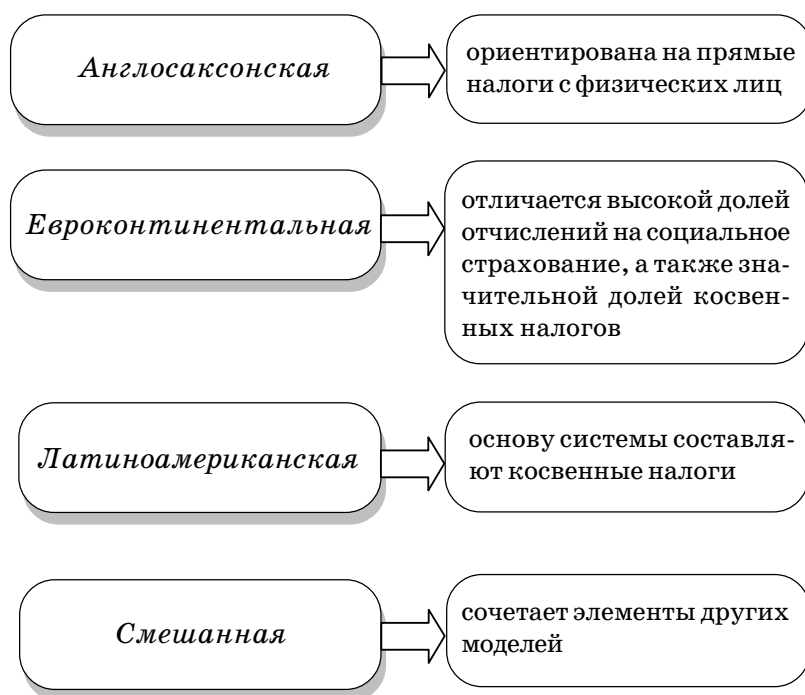 Англосаксонская
ориентирована на прямые
налоги с физических лиц
Евроконтинентальная
отличается высокой долей
отчислений на социальное
страхование, а также зна-
чительной долей косвен-
ных налогов
Латиноамериканская
основу системы составля-
ют косвенные налоги
Смешанная
сочетает элементы других
моделей